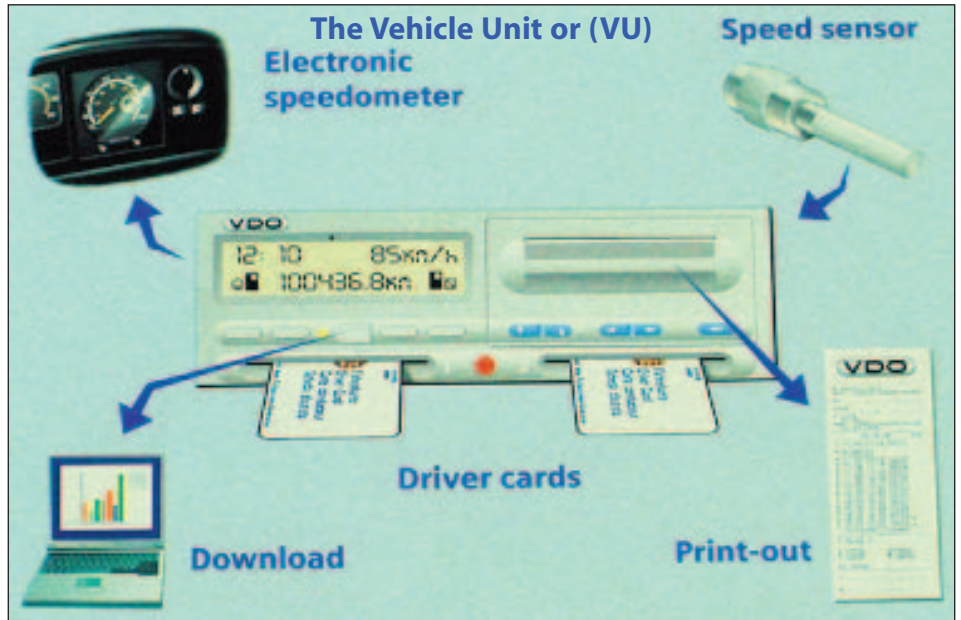 The Vehicle Unit or (VU)
Speed sensor
Electronic
speedometer
VDO
12:10 85km/h
100436.8km
Driver cards
VDO
Download
Print-out